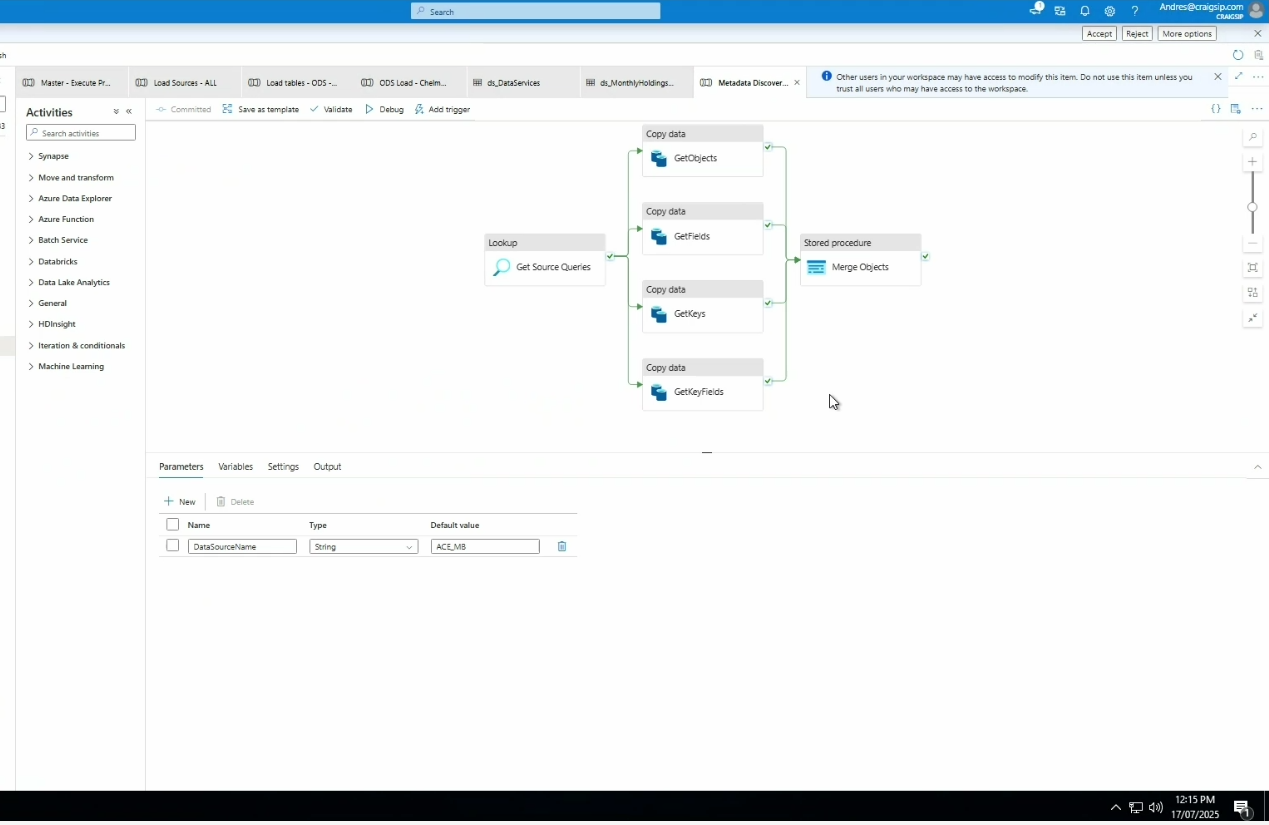 Search
1
?
Andres@craigsip.com
CRAIGSIP
Accept
Reject
More options
sh
Master - Execute Pr...
Load Sources - ALL
Load tables - ODS -...
ODS Load - Chelm...
ds_DataServices
ds_MonthlyHoldings...
Metadata Discover...
Other users in your workspace may have access to modify this item. Do not use this item unless you
trust all users who may have access to the workspace.
Activities
Search activities
Committed
Save as template
Validate
Debug
Add trigger
{}
Synapse
Move and transform
Azure Data Explorer
Azure Function
Batch Service
Databricks
Data Lake Analytics
General
HDInsight
Iteration & conditionals
Machine Learning
Copy data
GetObjects
Copy data
GetFields
Lookup
Get Source Queries
Stored procedure
Merge Objects
Copy data
GetKeys
Copy data
GetKeyFields
Parameters
Variables
Settings
Output
New
Delete
Name
Type
Default value
DataSourceName
String
ACE_MB
12:15 PM
17/07/2025
1